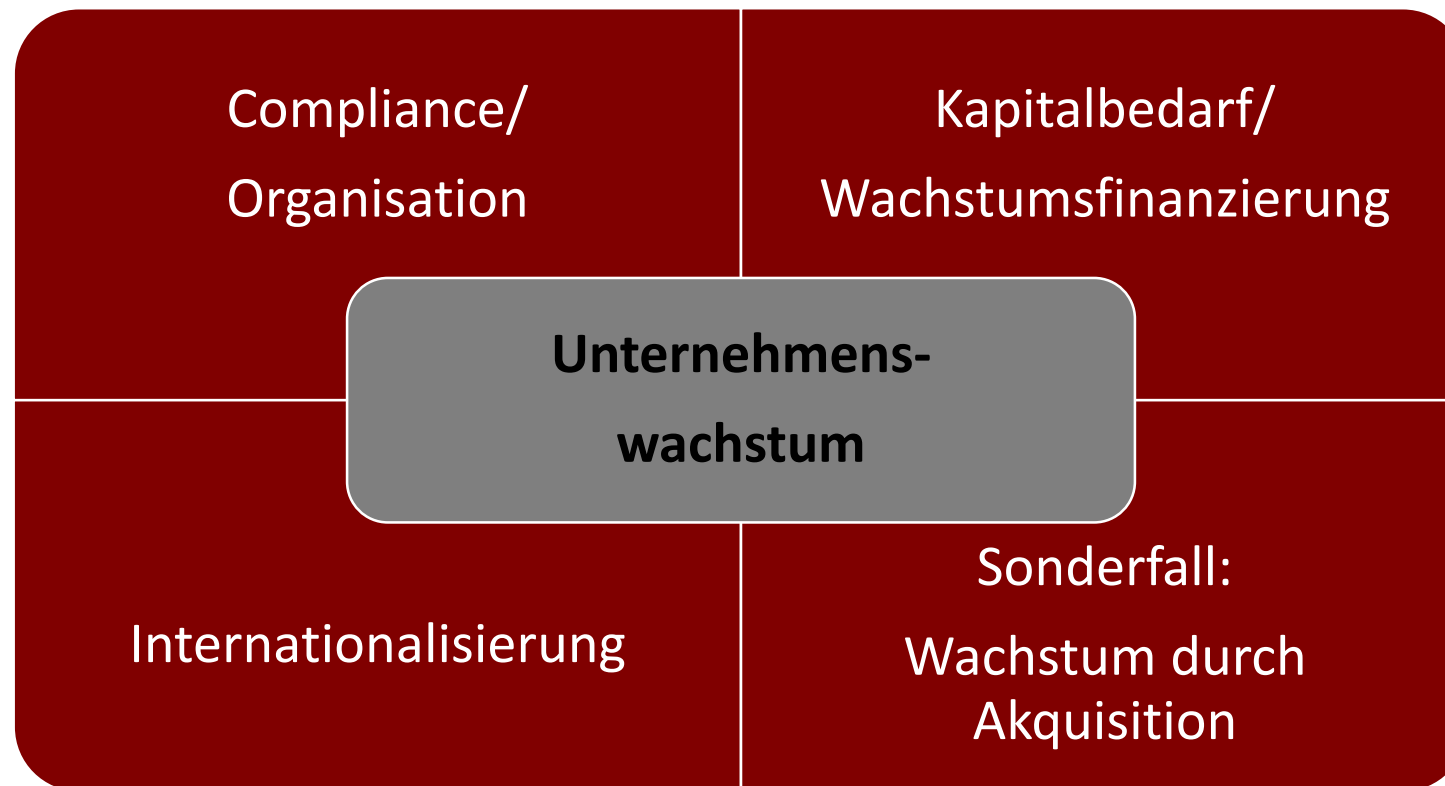 Compliance/
Organisation
Kapitalbedarf/
Wachstumsfinanzierung
Unternehmens-
wachstum
Internationalisierung
Sonderfall:
Wachstum durch
Akquisition